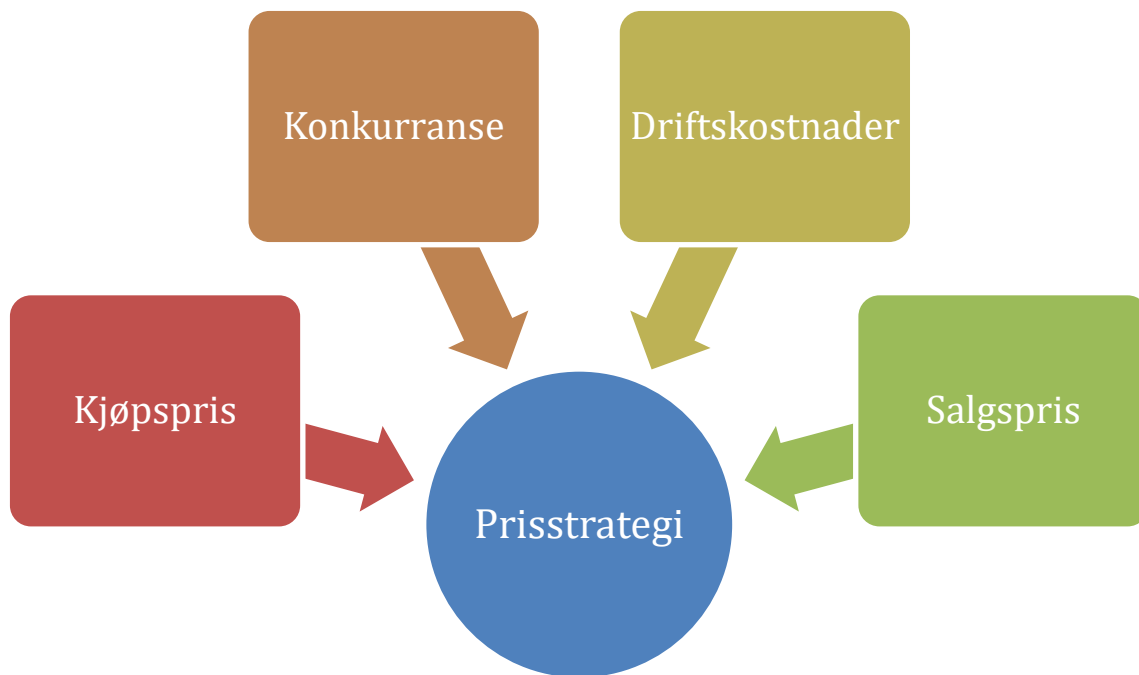 Konkurranse
Driftskostnader
Kjøpspris
Salgspris
Prisstrategi